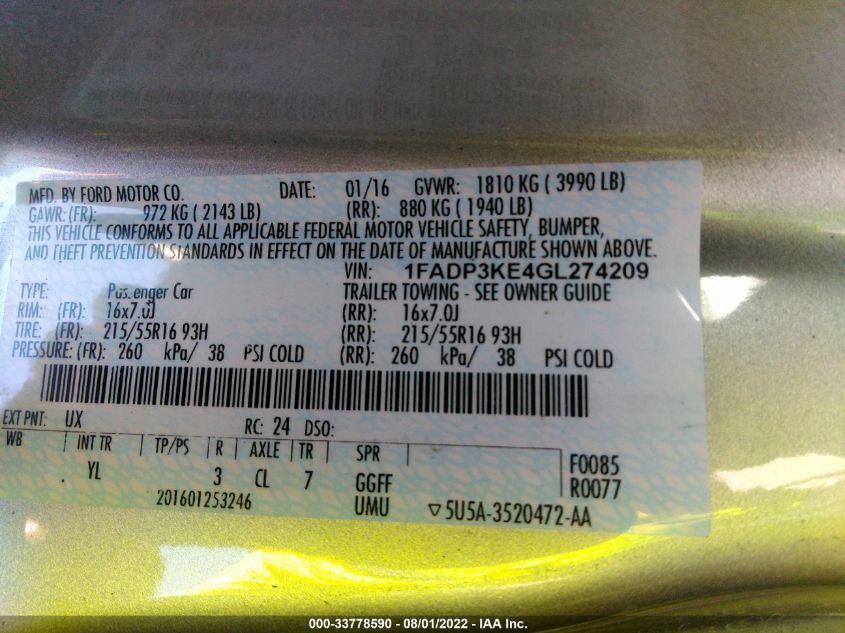 MFD. BY FORD MOTOR CO. DATE: 01/16 GVWR: 1810 KG ( 3990 LB)
GAWR: (FR): 972 KG ( 2143 LB) (RR): 880 KG ( 1940 LB)
THIS VEHICLE CONFORMS TO ALL APPLICABLE FEDERAL MOTOR VEHICLE SAFETY, BUMPER,
AND THEFT PREVENTION STANDARDS IN EFFECT ON THE DATE OF MANUFACTURE SHOWN ABOVE.
VIN: 1FADP3KE4GL274209
TYPE: Passenger Car TRAILER TOWING - SEE OWNER GUIDE
RIM: (FR): 16x7.0J (RR): 16x7.0J
TIRE: (FR): 215/55R16 93H (RR): 215/55R16 93H
PRESSURE: (FR): 260 kPa/ 38 PSI COLD (RR): 260 kPa/ 38 PSI COLD
EXT PNT: UX RC: 24 DSO:
WB INT TR TP/PS R AXLE TR SPR F0085
YL 3 CL 7 GGFF R0077
201601253246 UMU ▽5U5A-3520472-AA
000-33778590 - 08/01/2022 - IAA Inc.